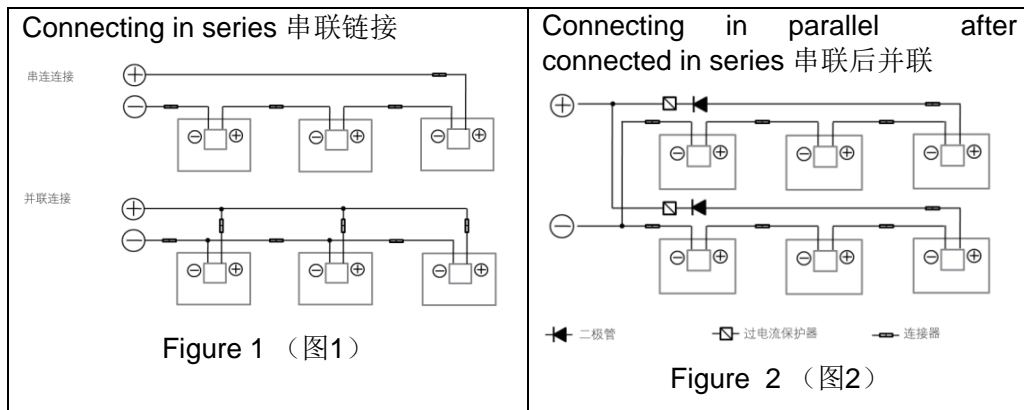 Connecting in series 串联链接
串连连接
并联连接
Figure 1 （图1）
Connecting in parallel after
connected in series 串联后并联
二极管 过电流保护器 连接器
Figure 2 （图2）